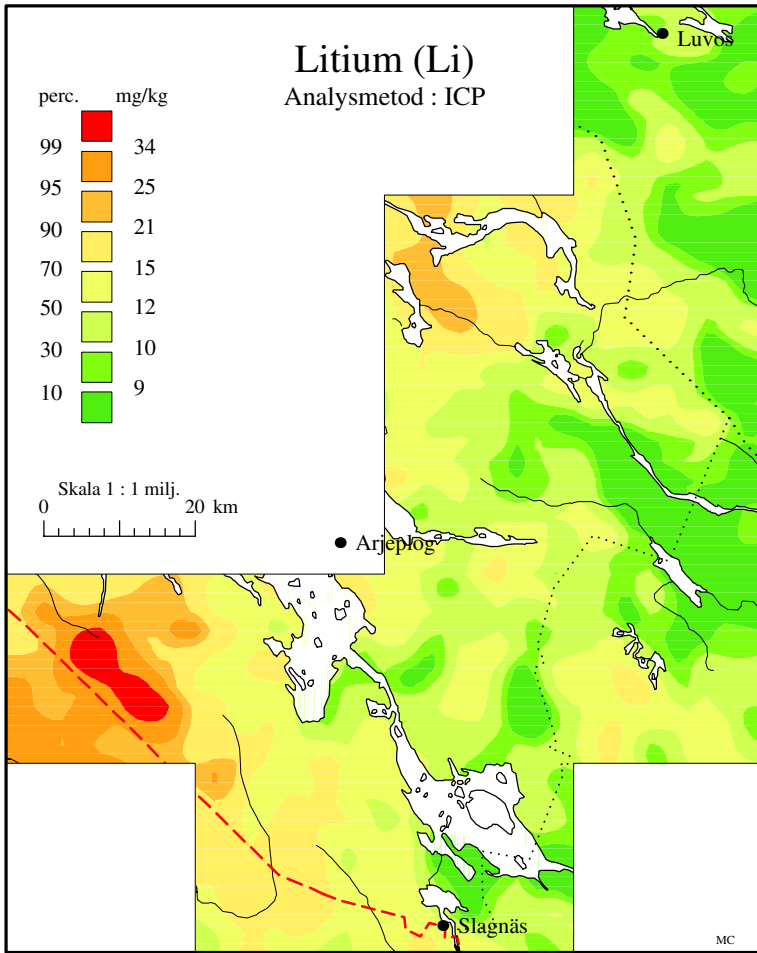 Litium (Li)
Analysmetod : ICP
Luvos
perc. mg/kg
99 34
95 25
90 21
70 15
50 12
30 10
10 9
Skala 1 : 1 milj.
0 20 km
Arjeplog
Slagnäs
MC